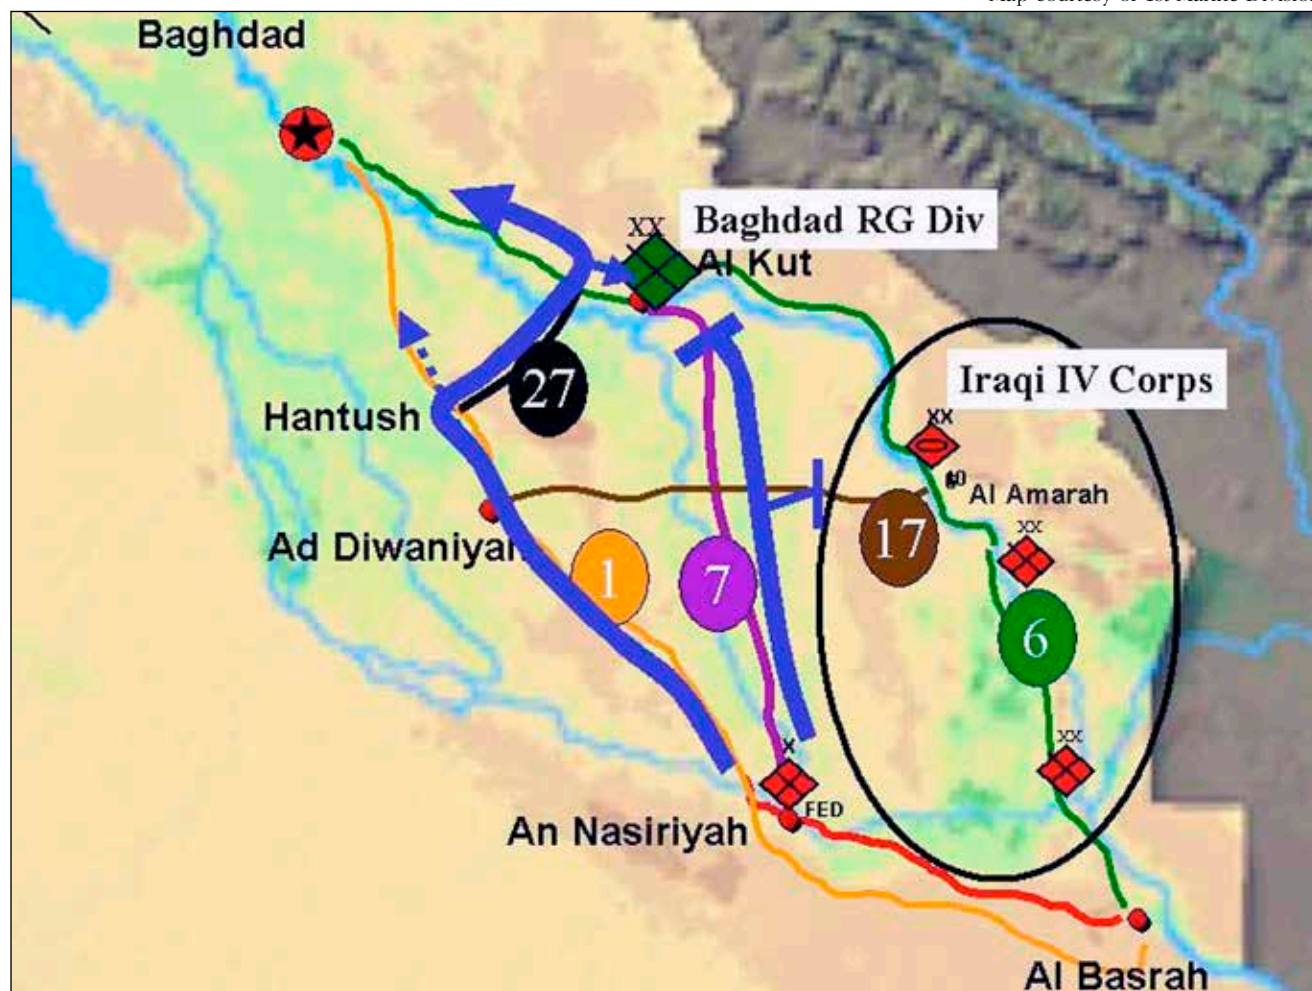 Baghdad
XX
Baghdad RG Div
Al Kut
Iraqi IV Corps
27
Hantush
XX
Al Amarah
17
XX
Ad Diwaniyah
1
7
6
XX
X
FED
An Nasiriyah
Al Basrah